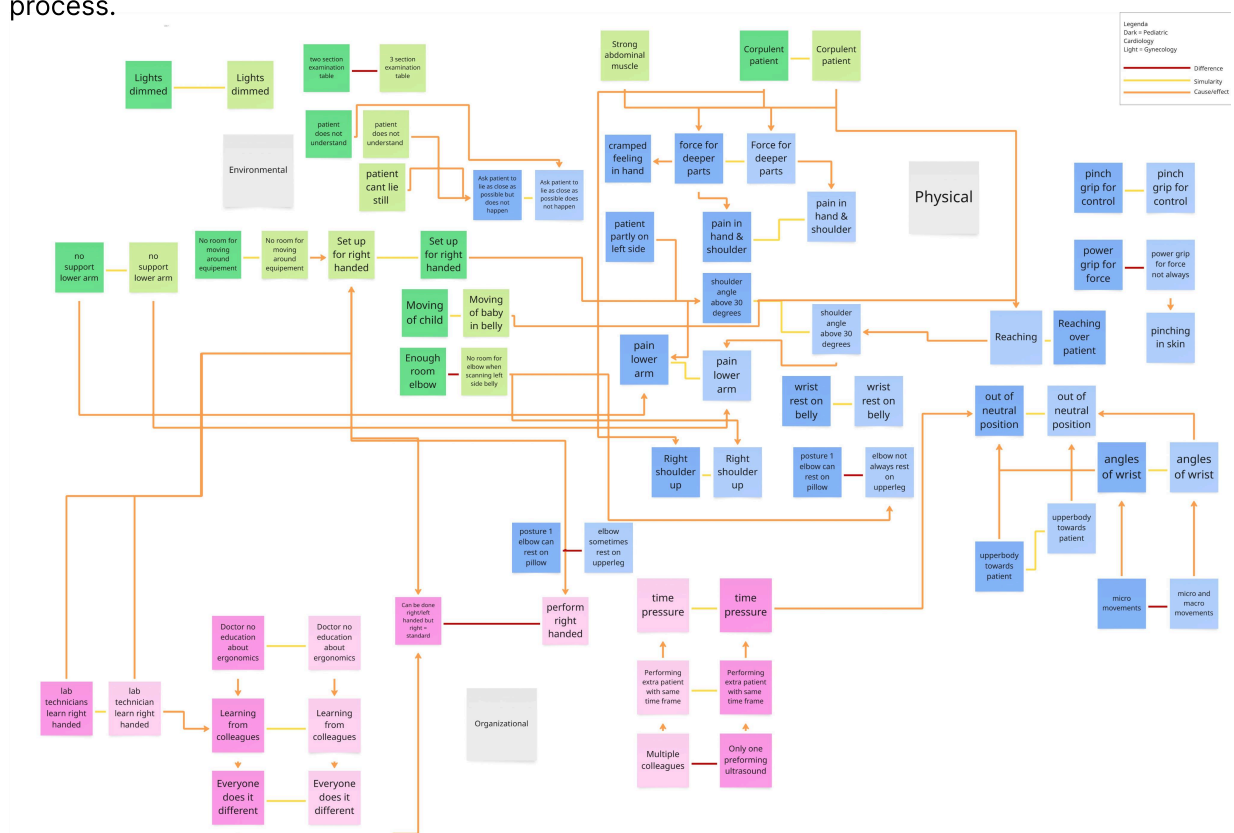 process.
Legenda
Dark = Pediatric
Cardiology
Light = Gynecology
Difference
Simularity
Cause/effect
Lights
dimmed
Lights
dimmed
two section
examination
table
3 section
examination
table
Strong
abdominal
muscle
Corpulent
patient
Corpulent
patient
patient
does not
understand
patient
does not
understand
Environmental
patient
cant lie
still
Ask patient to
lie as close as
possible but
does not
happen
Ask patient to
lie as close as
possible does
not happen
cramped
feeling
in hand
force for
deeper
parts
Force for
deeper
parts
Physical
pinch
grip for
control
pinch
grip for
control
patient
partly on
left side
pain in
hand &
shoulder
pain in
hand &
shoulder
no
support
lower arm
no
support
lower arm
No room for
moving
around
equipement
No room for
moving
around
equipement
Set up
for right
handed
Set up
for right
handed
power
grip for
force
power grip
for force
not always
shoulder
angle
above 30
degrees
shoulder
angle
above 30
degrees
Moving
of child
Moving
of baby
in belly
Reaching
Reaching
over
patient
pinching
in skin
Enough
room
elbow
No room for
elbow when
scanning left
side belly
pain
lower
arm
pain
lower
arm
wrist
rest on
belly
wrist
rest on
belly
out of
neutral
position
out of
neutral
position
Right
shoulder
up
Right
shoulder
up
posture 1
elbow can
rest on
pillow
elbow not
always rest
on
upperleg
angles
of wrist
angles
of wrist
posture 1
elbow can
rest on
pillow
elbow
sometimes
rest on
upperleg
upperbody
towards
patient
upperbody
towards
patient
micro
movements
micro and
macro
movements
Can be done
right/left
handed but
right =
standard
perform
right
handed
time
pressure
time
pressure
Doctor no
education
about
ergonomics
Doctor no
education
about
ergonomics
Performing
extra patient
with same
time frame
Performing
extra patient
with same
time frame
lab
technicians
learn right
handed
lab
technician
learn right
handed
Learning
from
colleagues
Learning
from
colleagues
Organizational
Multiple
colleagues
Only one
preforming
ultrasound
Everyone
does it
different
Everyone
does it
different